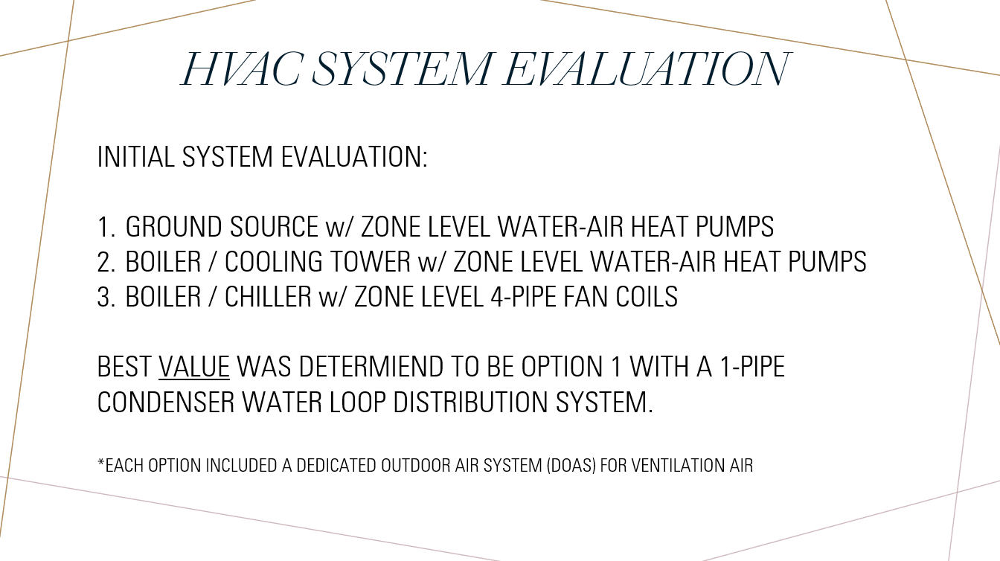 HVAC SYSTEM EVALUATION
INITIAL SYSTEM EVALUATION:
1. GROUND SOURCE w/ ZONE LEVEL WATER-AIR HEAT PUMPS
2. BOILER / COOLING TOWER w/ ZONE LEVEL WATER-AIR HEAT PUMPS
3. BOILER / CHILLER w/ ZONE LEVEL 4-PIPE FAN COILS
BEST VALUE WAS DETERMIEND TO BE OPTION 1 WITH A 1-PIPE
CONDENSER WATER LOOP DISTRIBUTION SYSTEM.
*EACH OPTION INCLUDED A DEDICATED OUTDOOR AIR SYSTEM (DOAS) FOR VENTILATION AIR